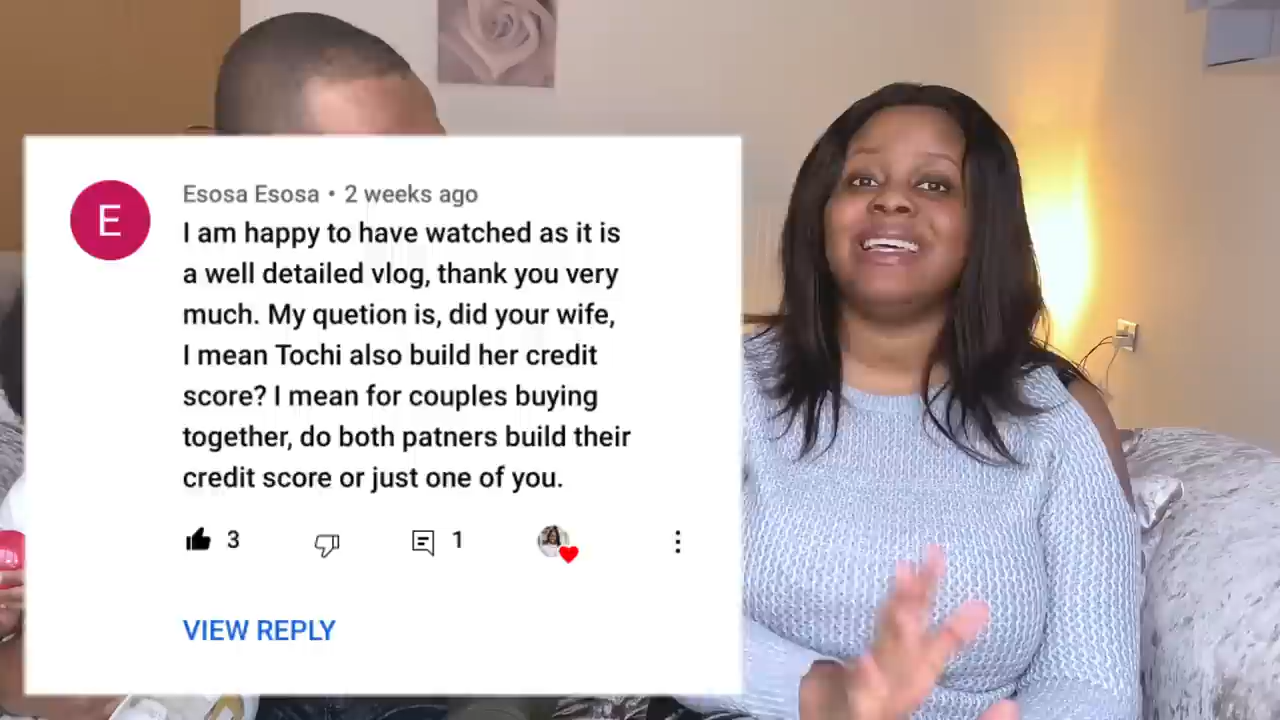 E
Esosa Esosa • 2 weeks ago
I am happy to have watched as it is
a well detailed vlog, thank you very
much. My quetion is, did your wife,
I mean Tochi also build her credit
score? I mean for couples buying
together, do both patners build their
credit score or just one of you.
3
1
VIEW REPLY